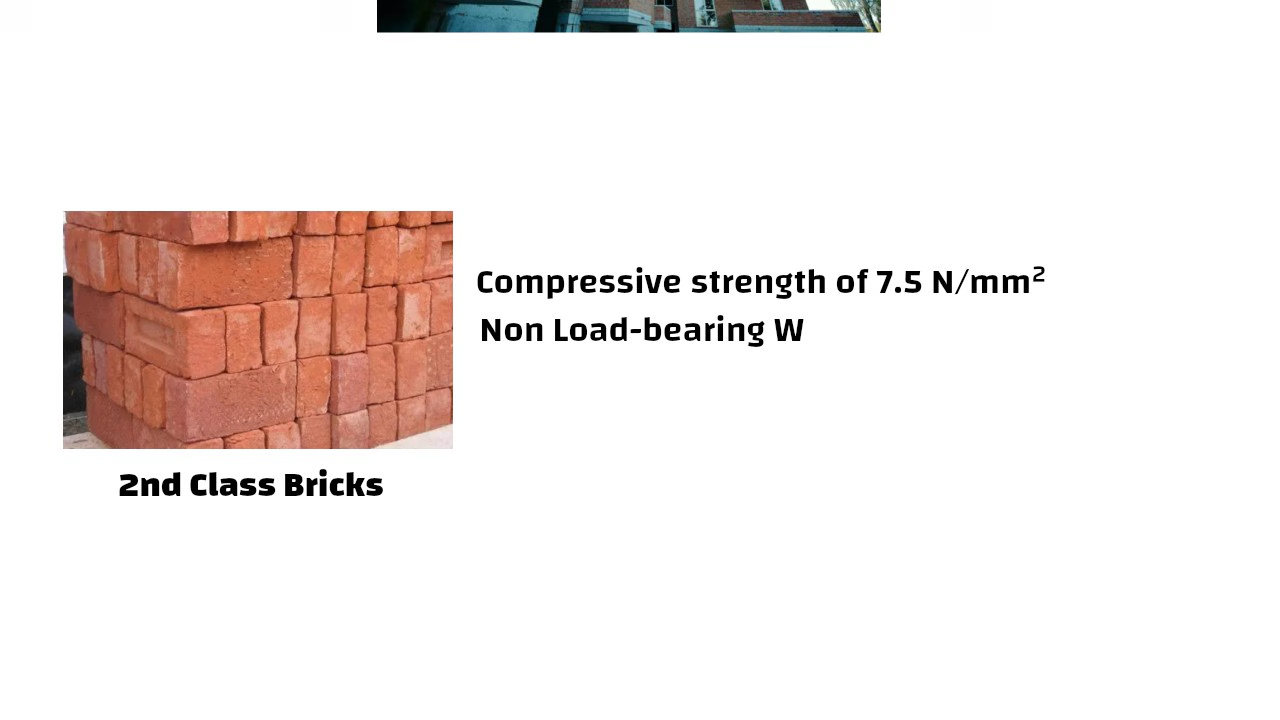 Compressive strength of 7.5 N/mm²
Non Load-bearing W
2nd Class Bricks